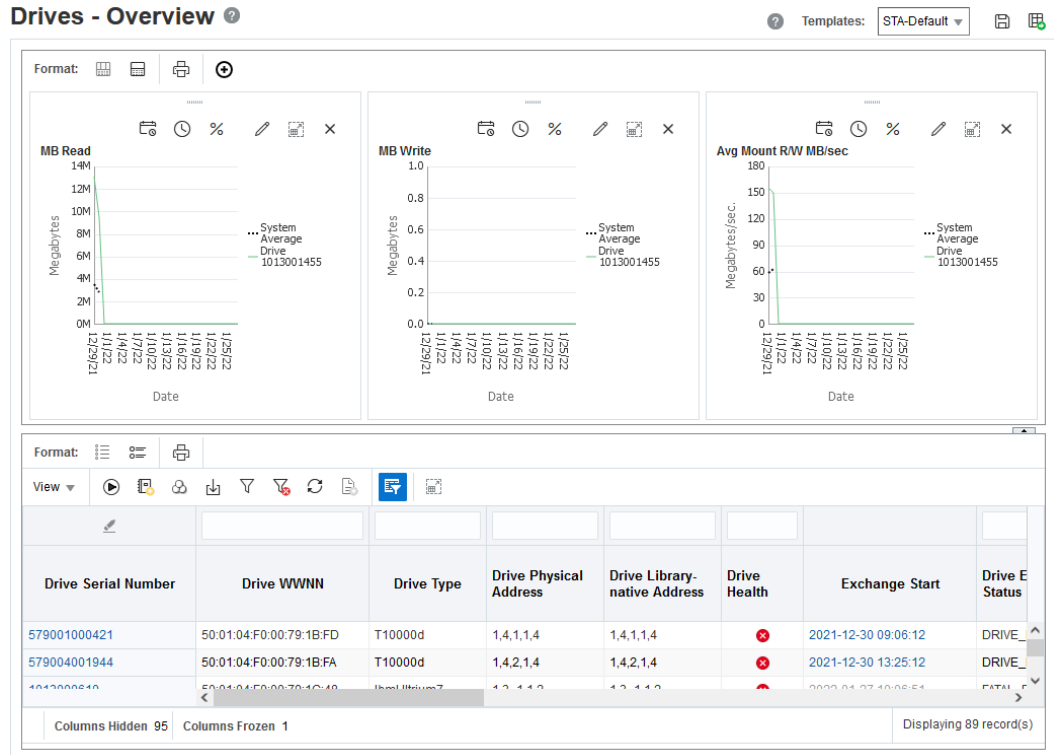 Drives - Overview
Templates: STA-Default
Format:
MB Read
14M
12M
10M
8M
6M
4M
2M
0M
Megabytes
12/29/21
1/1/22
1/4/22
1/7/22
1/10/22
1/13/22
1/16/22
1/19/22
1/22/22
1/25/22
Date
System
Average
Drive
1013001455
MB Write
1.0
0.8
0.6
0.4
0.2
0.0
Megabytes
12/29/21
1/1/22
1/4/22
1/7/22
1/10/22
1/13/22
1/16/22
1/19/22
1/22/22
1/25/22
Date
System
Average
Drive
1013001455
Avg Mount R/W MB/sec
180
150
120
90
60
30
0
Megabytes/sec.
12/29/21
1/1/22
1/4/22
1/7/22
1/10/22
1/13/22
1/16/22
1/19/22
1/22/22
1/25/22
Date
System
Average
Drive
1013001455
Format:
View
Drive Serial Number Drive WWNN Drive Type Drive Physical Address Drive Library-native Address Drive Health Exchange Start Drive E Status
579001000421 50:01:04:F0:00:79:1B:FD T10000d 1,4,1,1,4 1,4,1,1,4 2021-12-30 09:06:12 DRIVE_
579004001944 50:01:04:F0:00:79:1B:FA T10000d 1,4,2,1,4 1,4,2,1,4 2021-12-30 13:25:12 DRIVE_
Columns Hidden 95 Columns Frozen 1 Displaying 89 record(s)